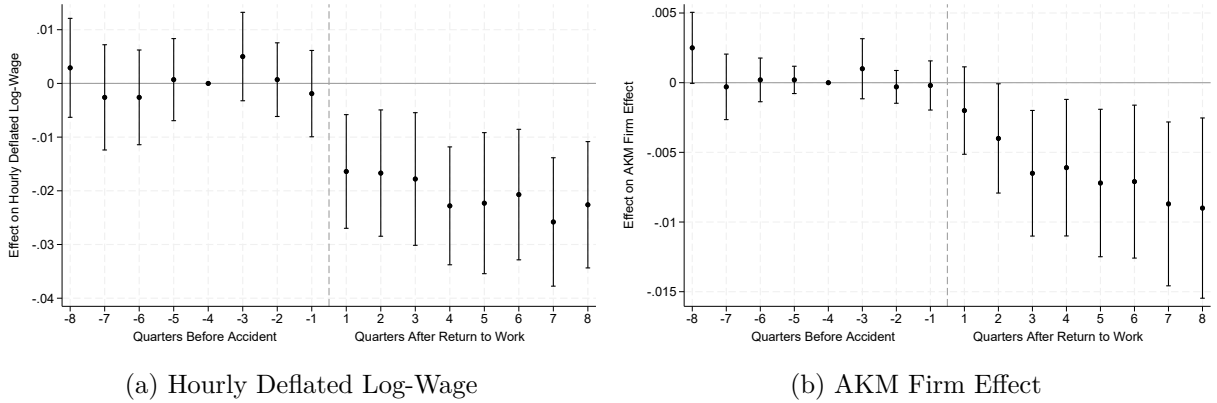 Effect on Hourly Deflated Log-Wage
.01
0
-.01
-.02
-.03
-.04
-8 -7 -6 -5 -4 -3 -2 -1 1 2 3 4 5 6 7 8
Quarters Before Accident Quarters After Return to Work
(a) Hourly Deflated Log-Wage
Effect on AKM Firm Effect
.005
0
-.005
-.01
-.015
-8 -7 -6 -5 -4 -3 -2 -1 1 2 3 4 5 6 7 8
Quarters Before Accident Quarters After Return to Work
(b) AKM Firm Effect